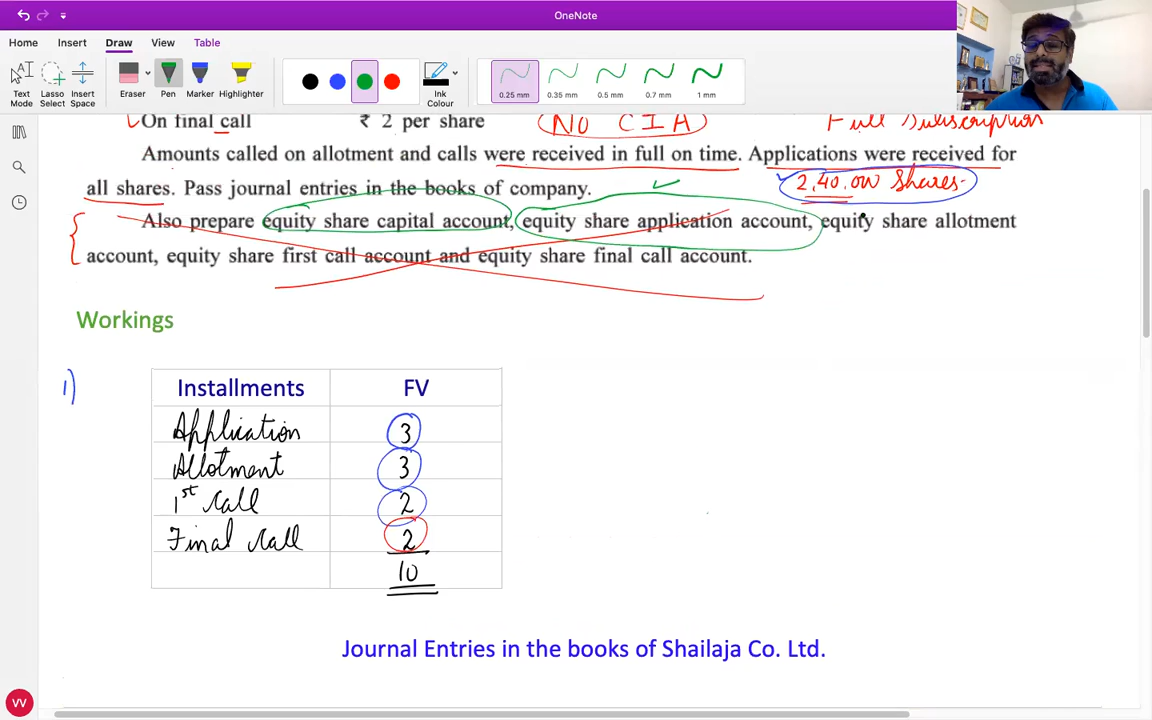 OneNote
Home Insert Draw View Table
Text Mode
Lasso Select
Insert Space
Eraser
Pen
Marker
Highlighter
Ink Colour
0.25 mm
0.35 mm
0.5 mm
0.7 mm
1 mm
On final call ₹ 2 per share (No CIA) Full Subscription
Amounts called on allotment and calls were received in full on time. Applications were received for
all shares. Pass journal entries in the books of company. 2,40,000 Shares.
Also prepare equity share capital account, equity share application account, equity share allotment
account, equity share first call account and equity share final call account.
Workings
1)
Installments FV
Application 3
Allotment 3
1st Call 2
Final Call 2
10
Journal Entries in the books of Shailaja Co. Ltd.
VV